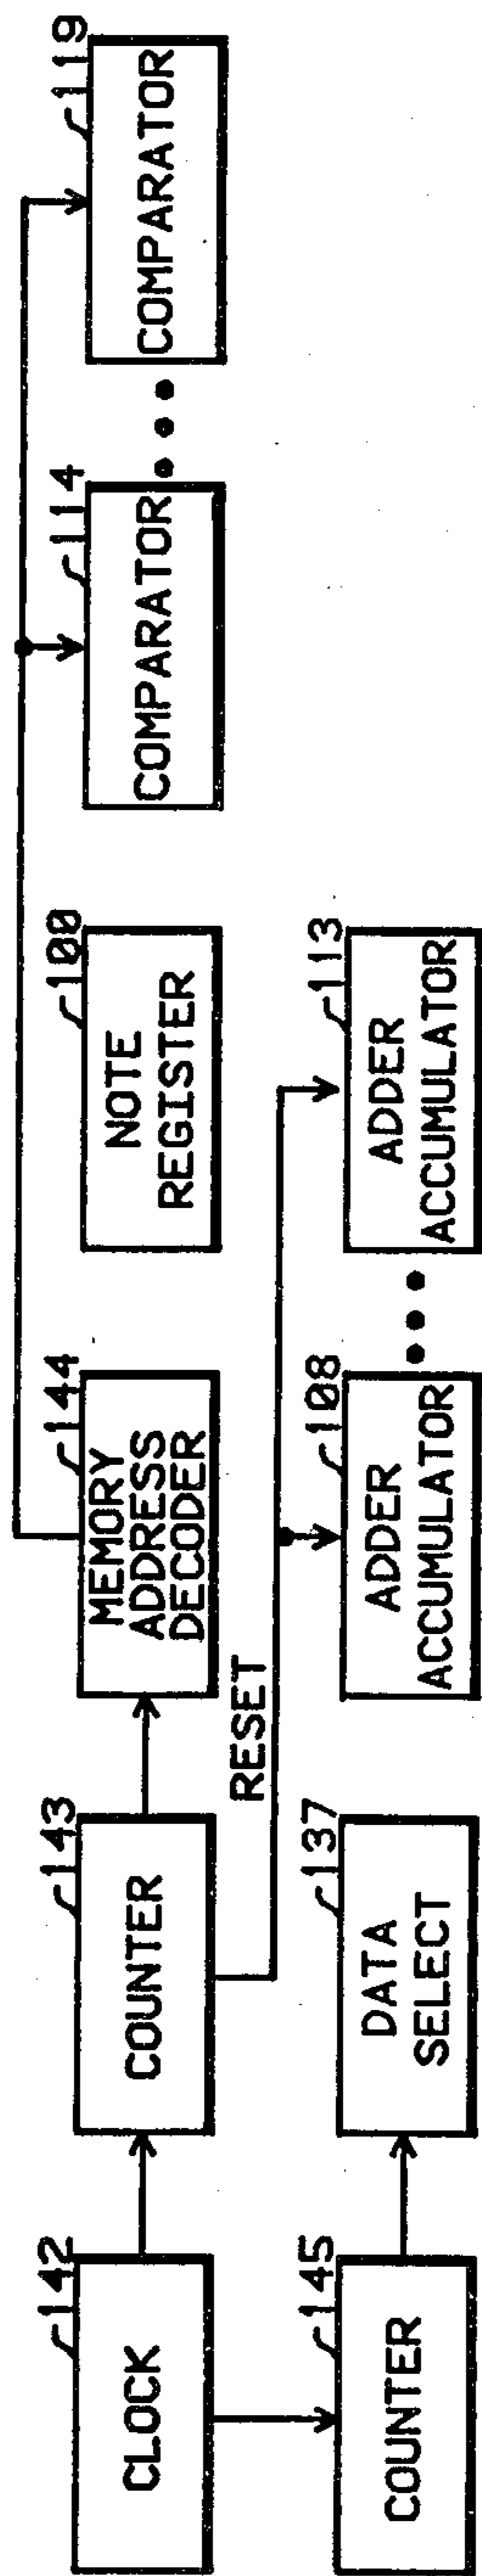 142
CLOCK
143
COUNTER
144
MEMORY
ADDRESS
DECODER
100
NOTE
REGISTER
114
COMPARATOR
119
COMPARATOR
RESET
145
COUNTER
137
DATA
SELECT
108
ADDER
ACCUMULATOR
113
ADDER
ACCUMULATOR